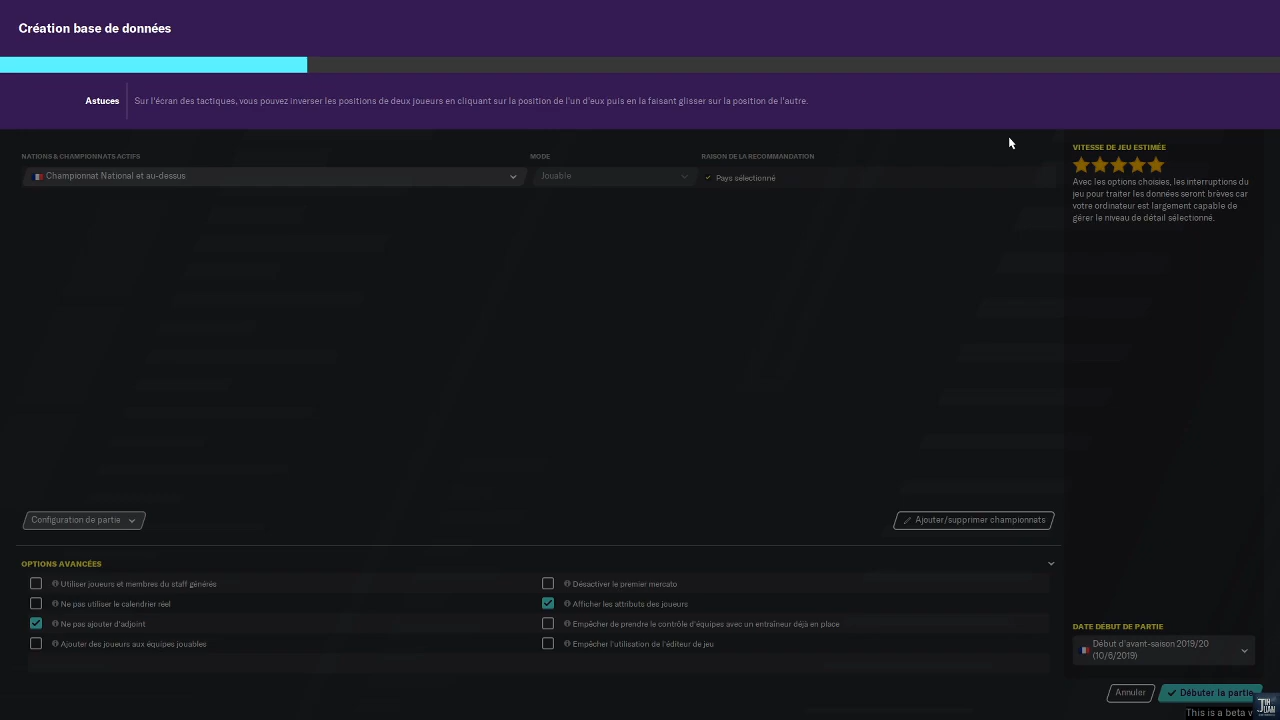 Création base de données
Astuces
Sur l'écran des tactiques, vous pouvez inverser les positions de deux joueurs en cliquant sur la position de l'un d'eux puis en la faisant glisser sur la position de l'autre.
NATIONS & CHAMPIONNATS ACTIFS
MODE
RAISON DE LA RECOMMANDATION
Championnat National et au-dessus
Jouable
Pays sélectionné
VITESSE DE JEU ESTIMÉE
Avec les options choisies, les interruptions du
jeu pour traiter les données seront brèves car
votre ordinateur est largement capable de
gérer le niveau de détail sélectionné.
Configuration de partie
Ajouter/supprimer championnats
OPTIONS AVANCÉES
Utiliser joueurs et membres du staff générés
Désactiver le premier mercato
Ne pas utiliser le calendrier réel
Afficher les attributs des joueurs
Ne pas ajouter d'adjoint
Empêcher de prendre le contrôle d'équipes avec un entraîneur déjà en place
Ajouter des joueurs aux équipes jouables
Empêcher l'utilisation de l'éditeur de jeu
DATE DÉBUT DE PARTIE
Début d'avant-saison 2019/20
(10/6/2019)
Annuler
Débuter la partie
This is a beta v